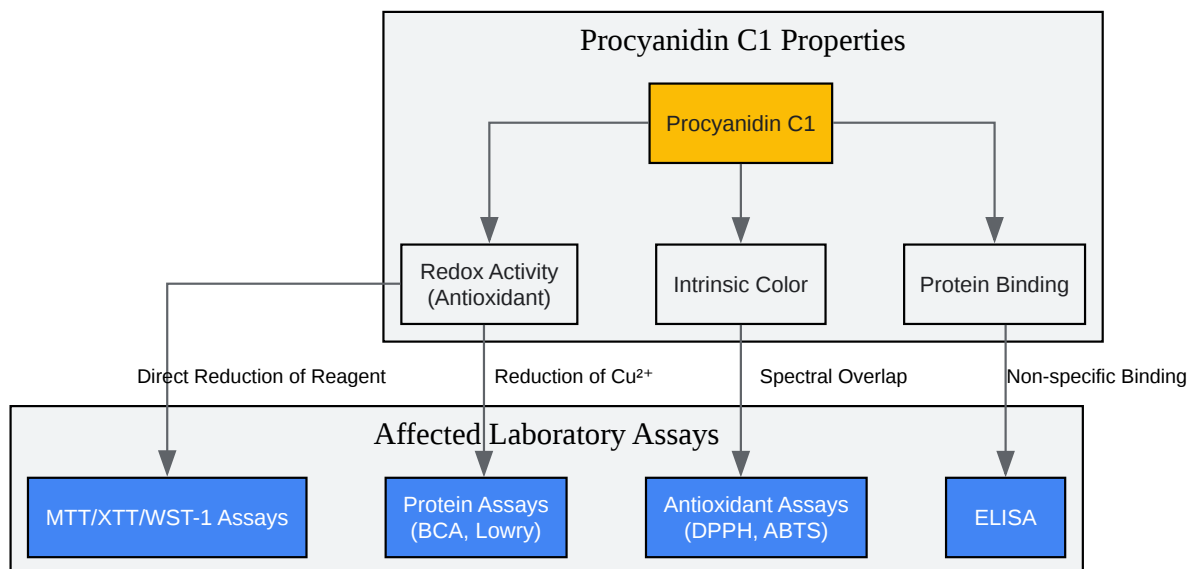 Procyanidin C1 Properties
Procyanidin C1
Redox Activity
(Antioxidant)
Intrinsic Color
Protein Binding
Direct Reduction of Reagent
Reduction of Cu²⁺
Spectral Overlap
Non-specific Binding
Affected Laboratory Assays
MTT/XTT/WST-1 Assays
Protein Assays
(BCA, Lowry)
Antioxidant Assays
(DPPH, ABTS)
ELISA